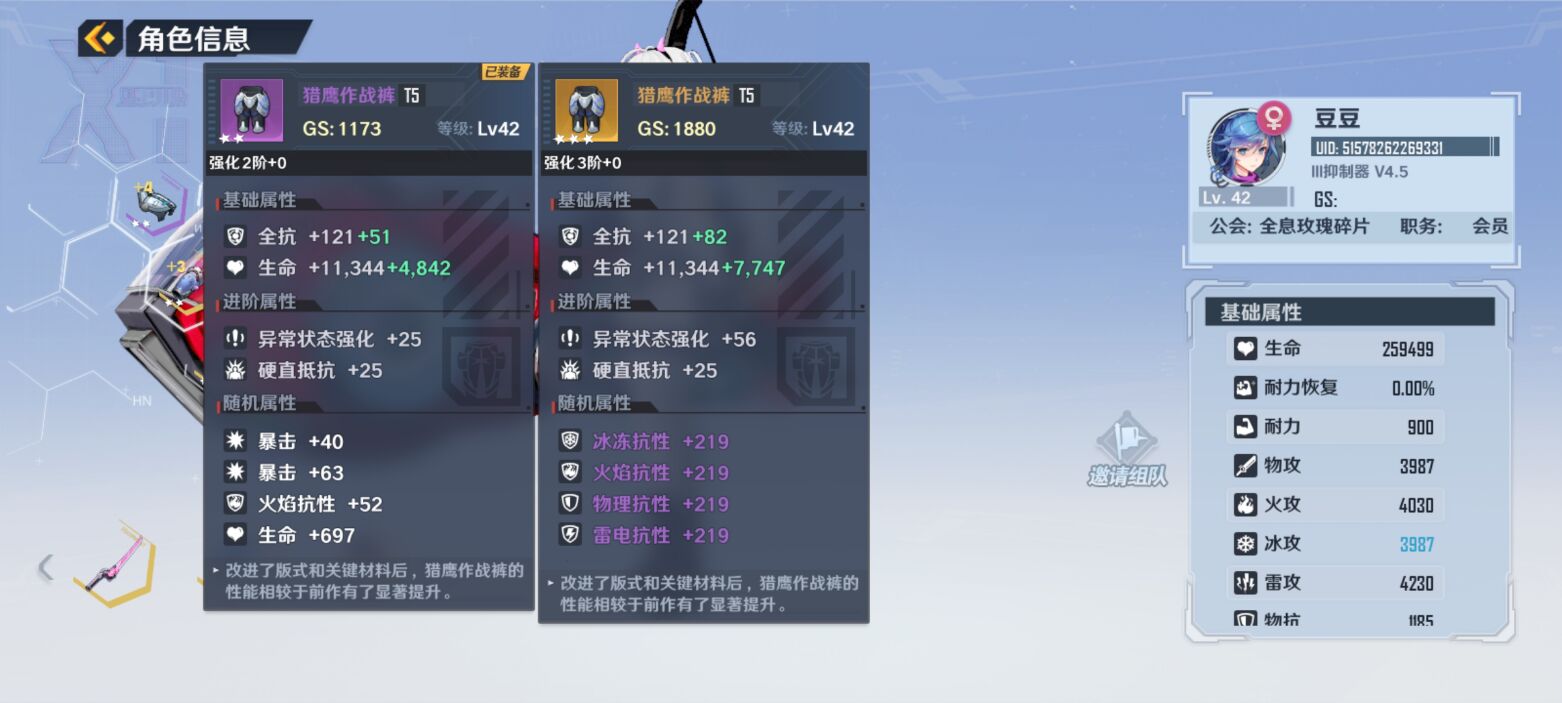 角色信息
已装备
猎鹰作战裤 T5
GS: 1173
等级: Lv42
强化2阶+0
基础属性
全抗 +121+51
生命 +11,344+4,842
进阶属性
异常状态强化 +25
硬直抵抗 +25
随机属性
暴击 +40
暴击 +63
火焰抗性 +52
生命 +697
改进了版式和关键材料后，猎鹰作战裤的
性能相较于前作有了显著提升。
猎鹰作战裤 T5
GS: 1880
等级: Lv42
强化3阶+0
基础属性
全抗 +121+82
生命 +11,344+7,747
进阶属性
异常状态强化 +56
硬直抵抗 +25
随机属性
冰冻抗性 +219
火焰抗性 +219
物理抗性 +219
雷电抗性 +219
改进了版式和关键材料后，猎鹰作战裤的
性能相较于前作有了显著提升。
+4
+3
HN
邀请组队
豆豆
UID: 51578262269331
III抑制器 V4.5
Lv. 42
GS:
公会: 全息玫瑰碎片 职务: 会员
基础属性
生命 259499
耐力恢复 0.00%
耐力 900
物攻 3987
火攻 4030
冰攻 3987
雷攻 4230
物抗 1185